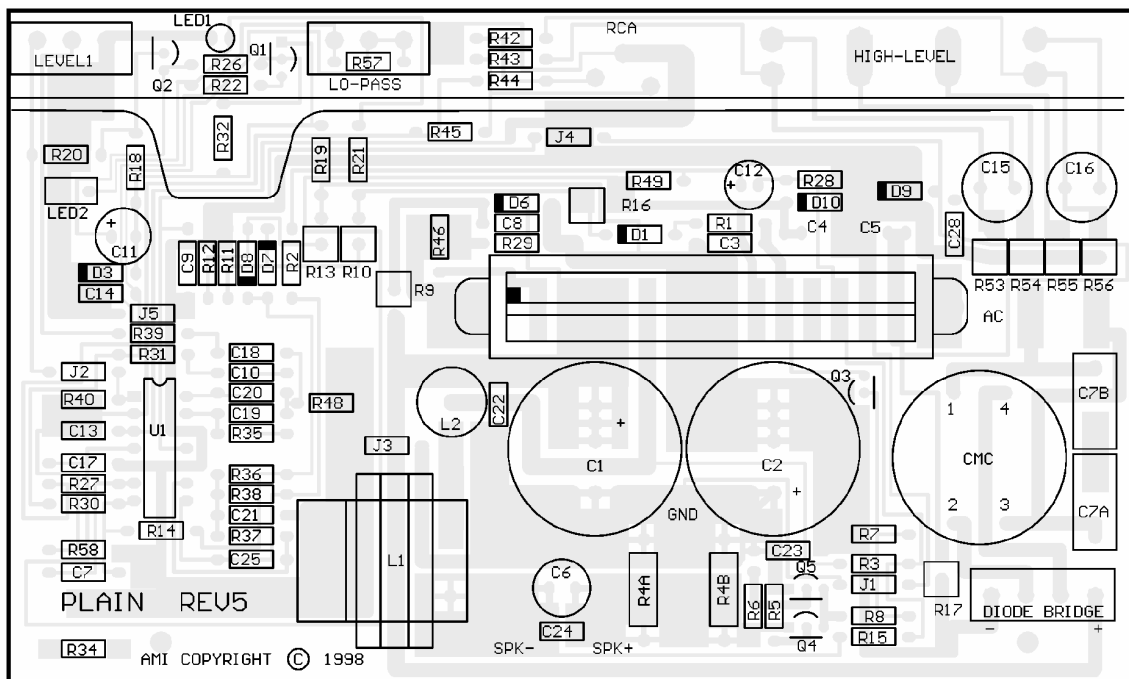 LED1
LEVEL1
Q2
R26
R22
Q1
R57
LO-PASS
R42
R43
R44
RCA
HIGH-LEVEL
R20
R18
R32
R19
R21
R45
J4
LED2
C11
R49
R16
C12
R28
D9
D10
C15
C16
D6
C8
R29
D1
R1
C3
C4
C5
C28
D3
C14
C9
R12
R11
D8
D7
R2
R13
R10
R46
R9
R53
R54
R55
R56
AC
J5
R39
R31
J2
R40
C13
C17
R27
R30
U1
R14
C18
C10
C20
C19
R35
R48
R36
R38
C21
R37
C25
L2
C22
J3
L1
+
C1
C2
+
GND
Q3
1
4
CMC
2
3
C7B
C7A
R58
C7
PLAIN REV5
R34
AMI COPYRIGHT © 1998
C6
C24
SPK-
SPK+
R4A
R4B
C23
R6
R5
Q5
Q4
R7
R3
J1
R8
R15
R17
DIODE BRIDGE
- +